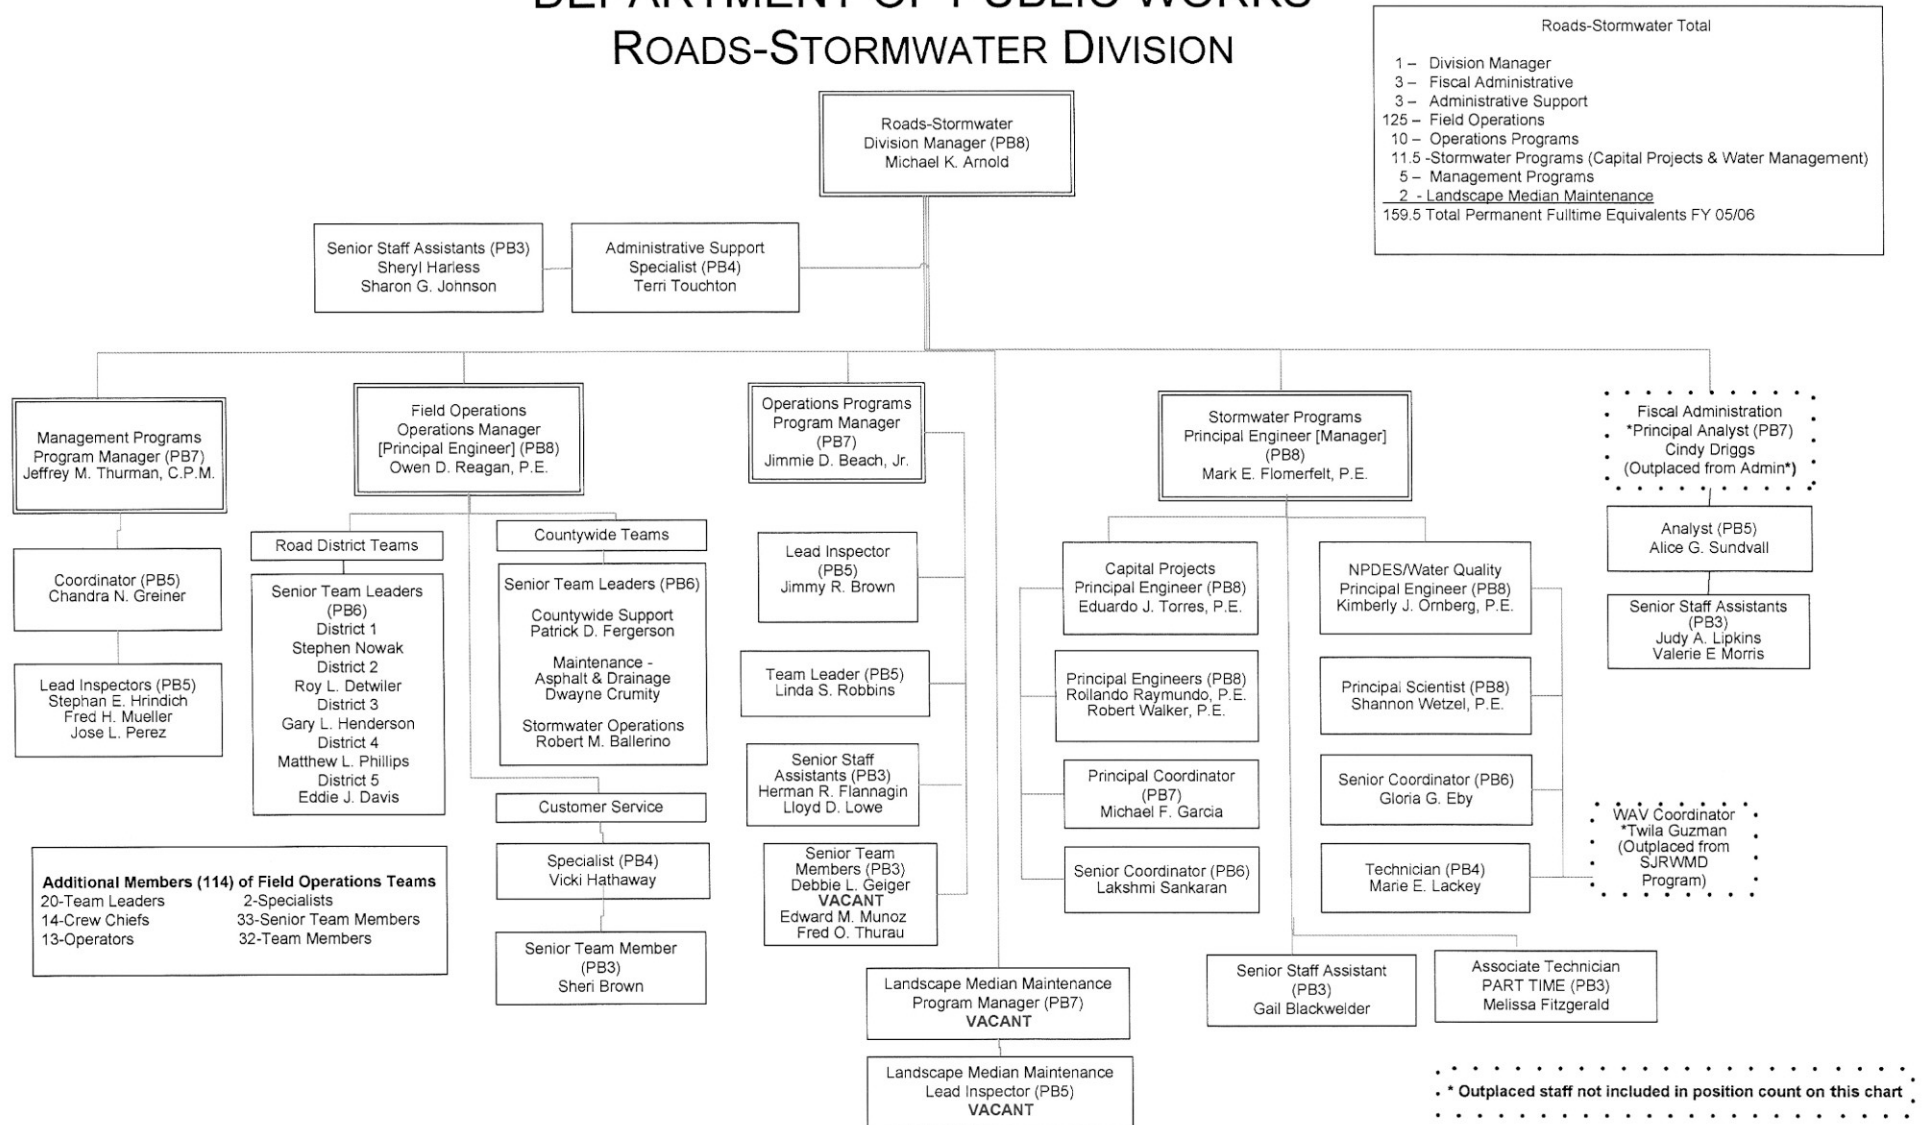 DEPARTMENT OF PUBLIC WORKS
ROADS-STORMWATER DIVISION
Roads-Stormwater Total
1 – Division Manager
3 – Fiscal Administrative
3 – Administrative Support
125 – Field Operations
10 – Operations Programs
11.5 -Stormwater Programs (Capital Projects & Water Management)
5 – Management Programs
2 - Landscape Median Maintenance
159.5 Total Permanent Fulltime Equivalents FY 05/06
Roads-Stormwater
Division Manager (PB8)
Michael K. Arnold
Senior Staff Assistants (PB3)
Sheryl Harless
Sharon G. Johnson
Administrative Support
Specialist (PB4)
Terri Touchton
Management Programs
Program Manager (PB7)
Jeffrey M. Thurman, C.P.M.
Coordinator (PB5)
Chandra N. Greiner
Lead Inspectors (PB5)
Stephan E. Hrindich
Fred H. Mueller
Jose L. Perez
Field Operations
Operations Manager
[Principal Engineer] (PB8)
Owen D. Reagan, P.E.
Road District Teams
Senior Team Leaders
(PB6)
District 1
Stephen Nowak
District 2
Roy L. Detwiler
District 3
Gary L. Henderson
District 4
Matthew L. Phillips
District 5
Eddie J. Davis
Countywide Teams
Senior Team Leaders (PB6)
Countywide Support
Patrick D. Fergerson
Maintenance -
Asphalt & Drainage
Dwayne Crumity
Stormwater Operations
Robert M. Ballerino
Customer Service
Specialist (PB4)
Vicki Hathaway
Senior Team Member
(PB3)
Sheri Brown
Additional Members (114) of Field Operations Teams
20-Team Leaders 2-Specialists
14-Crew Chiefs 33-Senior Team Members
13-Operators 32-Team Members
Operations Programs
Program Manager
(PB7)
Jimmie D. Beach, Jr.
Lead Inspector
(PB5)
Jimmy R. Brown
Team Leader (PB5)
Linda S. Robbins
Senior Staff
Assistants (PB3)
Herman R. Flannagin
Lloyd D. Lowe
Senior Team
Members (PB3)
Debbie L. Geiger
VACANT
Edward M. Munoz
Fred O. Thurau
Landscape Median Maintenance
Program Manager (PB7)
VACANT
Landscape Median Maintenance
Lead Inspector (PB5)
VACANT
Stormwater Programs
Principal Engineer [Manager]
(PB8)
Mark E. Flomerfelt, P.E.
Capital Projects
Principal Engineer (PB8)
Eduardo J. Torres, P.E.
Principal Engineers (PB8)
Rollando Raymundo, P.E.
Robert Walker, P.E.
Principal Coordinator
(PB7)
Michael F. Garcia
Senior Coordinator (PB6)
Lakshmi Sankaran
NPDES/Water Quality
Principal Engineer (PB8)
Kimberly J. Ornberg, P.E.
Principal Scientist (PB8)
Shannon Wetzel, P.E.
Senior Coordinator (PB6)
Gloria G. Eby
Technician (PB4)
Marie E. Lackey
WAV Coordinator
*Twila Guzman
(Outplaced from
SJRWMD
Program)
Senior Staff Assistant
(PB3)
Gail Blackwelder
Associate Technician
PART TIME (PB3)
Melissa Fitzgerald
Fiscal Administration
*Principal Analyst (PB7)
Cindy Driggs
(Outplaced from Admin*)
Analyst (PB5)
Alice G. Sundvall
Senior Staff Assistants
(PB3)
Judy A. Lipkins
Valerie E Morris
* Outplaced staff not included in position count on this chart